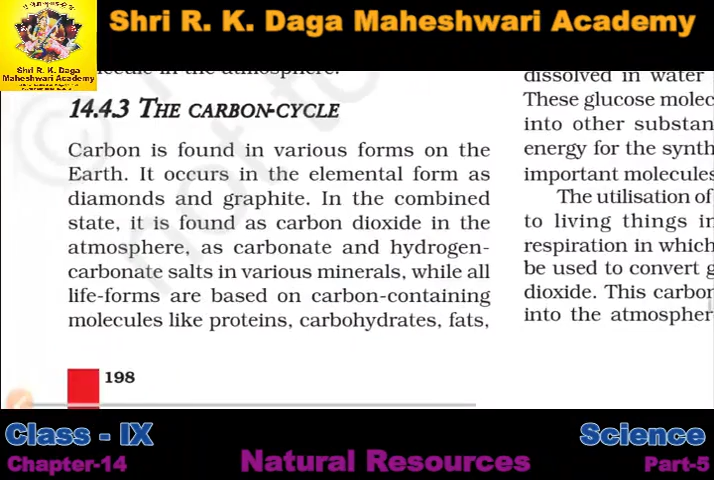 Shri R. K. Daga Maheshwari Academy
Shri R. K. Daga
Maheshwari Academy
in the atmosphere.
14.4.3 THE CARBON-CYCLE
Carbon is found in various forms on the
Earth. It occurs in the elemental form as
diamonds and graphite. In the combined
state, it is found as carbon dioxide in the
atmosphere, as carbonate and hydrogen-
carbonate salts in various minerals, while all
life-forms are based on carbon-containing
molecules like proteins, carbohydrates, fats,
198
dissolved in water
These glucose molec
into other substan
energy for the synth
important molecules
The utilisation of
to living things in
respiration in which
be used to convert g
dioxide. This carbon
into the atmospher
not to
Class - IX
Science
Chapter-14
Natural Resources
Part-5